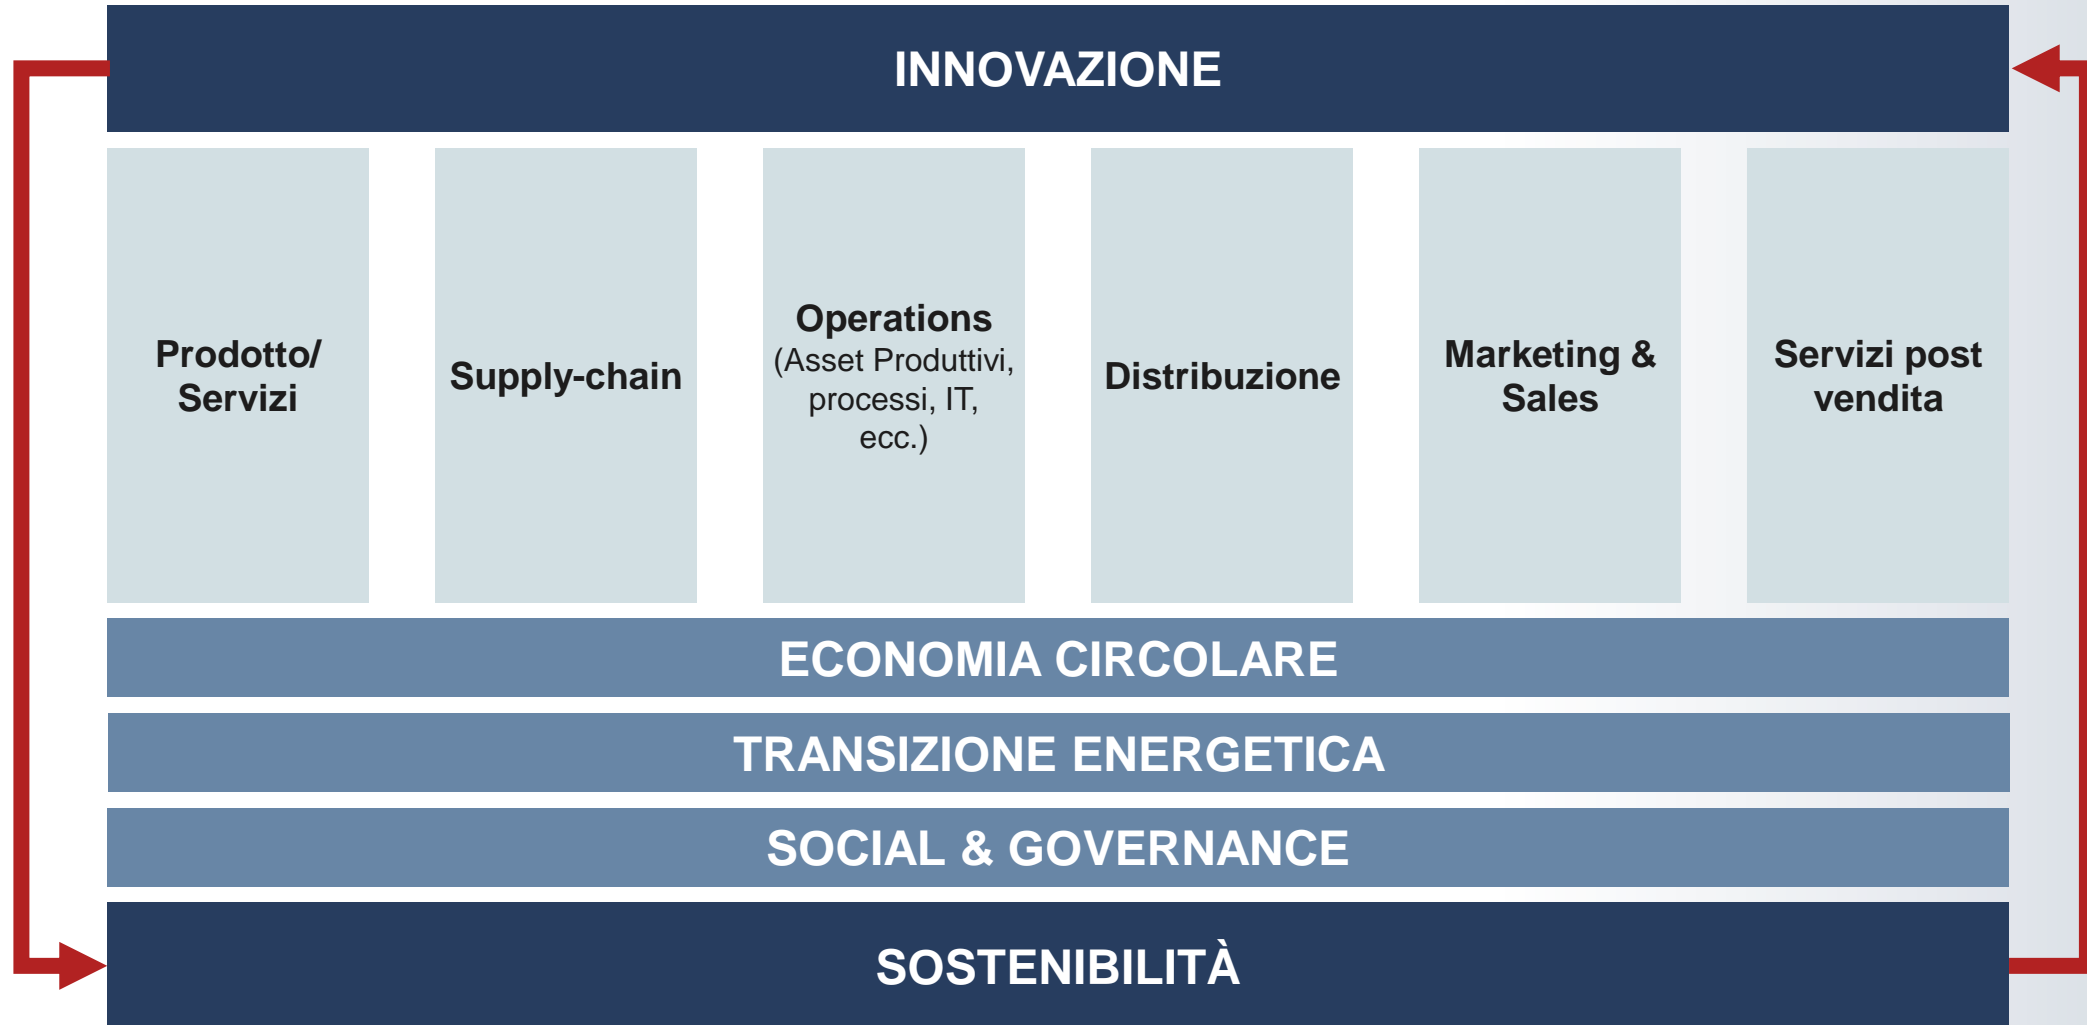 INNOVAZIONE
Prodotto/
Servizi
Supply-chain
Operations
(Asset Produttivi,
processi, IT,
ecc.)
Distribuzione
Marketing &
Sales
Servizi post
vendita
ECONOMIA CIRCOLARE
TRANSIZIONE ENERGETICA
SOCIAL & GOVERNANCE
SOSTENIBILITÀ